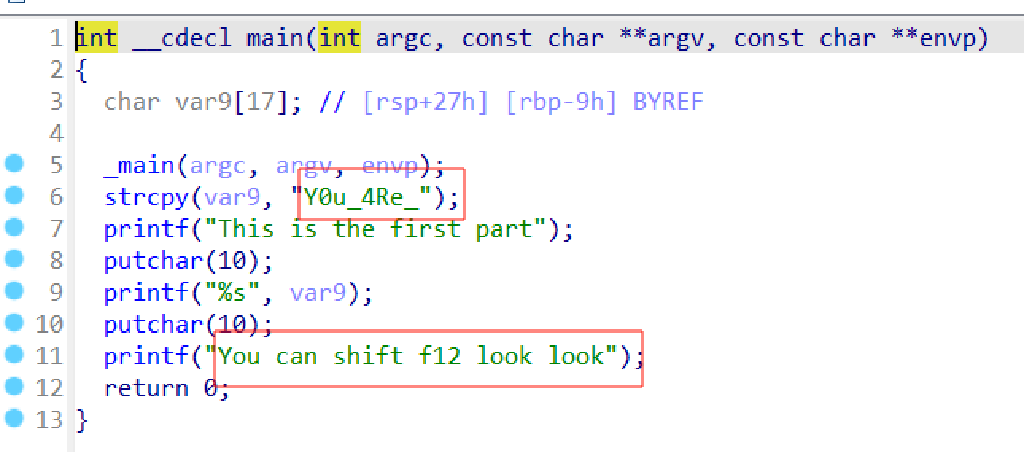 1 int __cdecl main(int argc, const char **argv, const char **envp)
2 {
3 char var9[17]; // [rsp+27h] [rbp-9h] BYREF
4
5 _main(argc, argv, envp);
6 strcpy(var9, "Y0u_4Re_");
7 printf("This is the first part");
8 putchar(10);
9 printf("%s", var9);
10 putchar(10);
11 printf("You can shift f12 look look");
12 return 0;
13 }